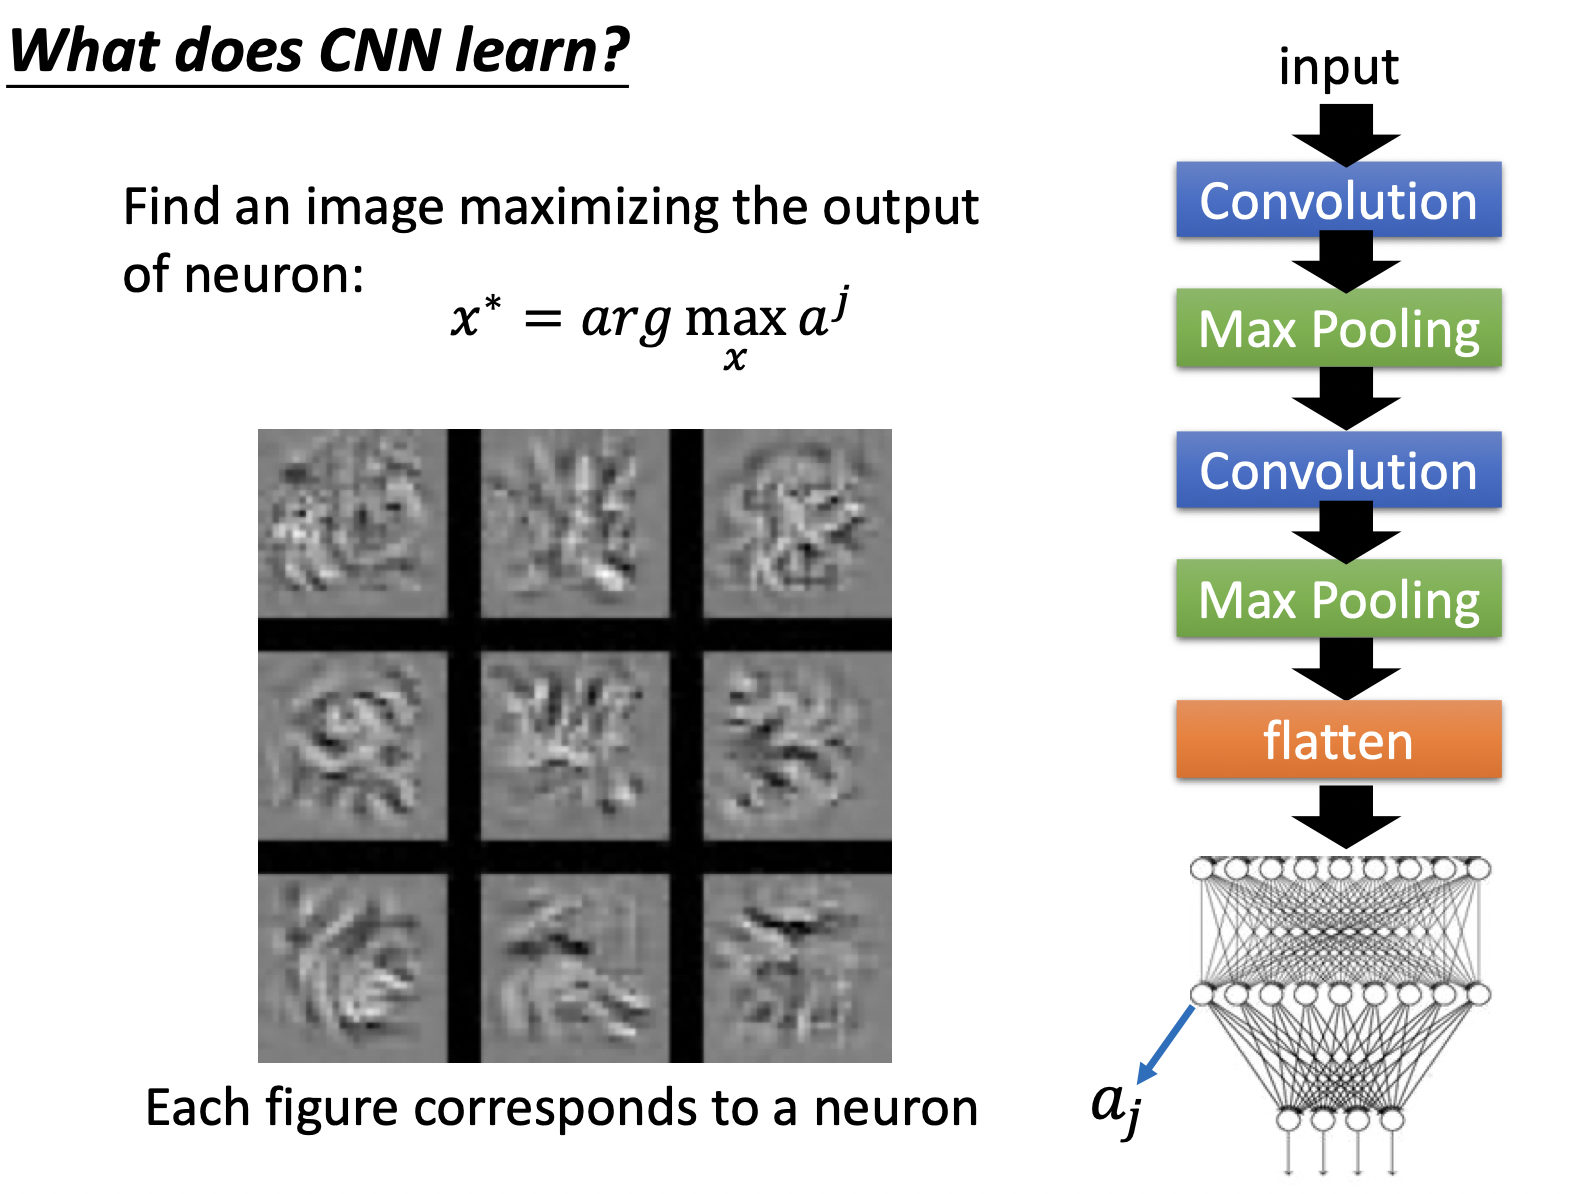 What does CNN learn?
Find an image maximizing the output
of neuron:
x* = arg max a^j
x
Each figure corresponds to a neuron
input
Convolution
Max Pooling
Convolution
Max Pooling
flatten
a_j